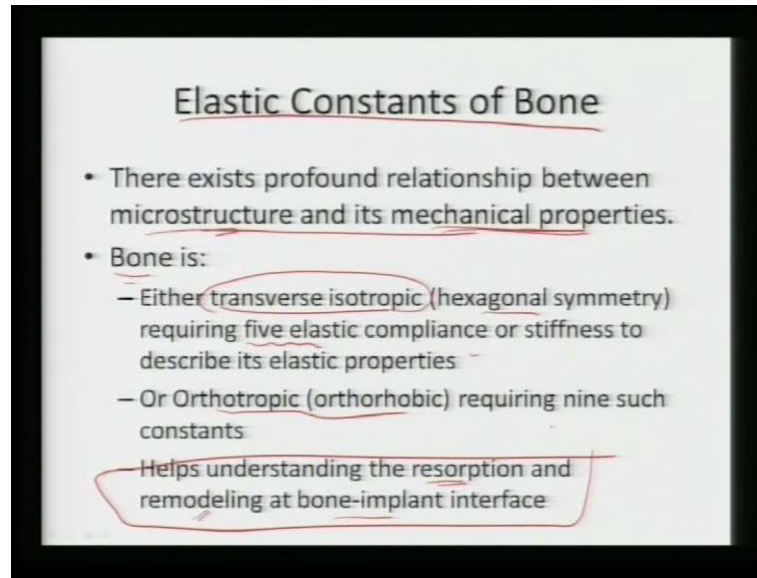 Elastic Constants of Bone
• There exists profound relationship between
microstructure and its mechanical properties.
• Bone is:
– Either transverse isotropic (hexagonal symmetry)
requiring five elastic compliance or stiffness to
describe its elastic properties
– Or Orthotropic (orthorhobic) requiring nine such
constants
– Helps understanding the resorption and
remodeling at bone-implant interface